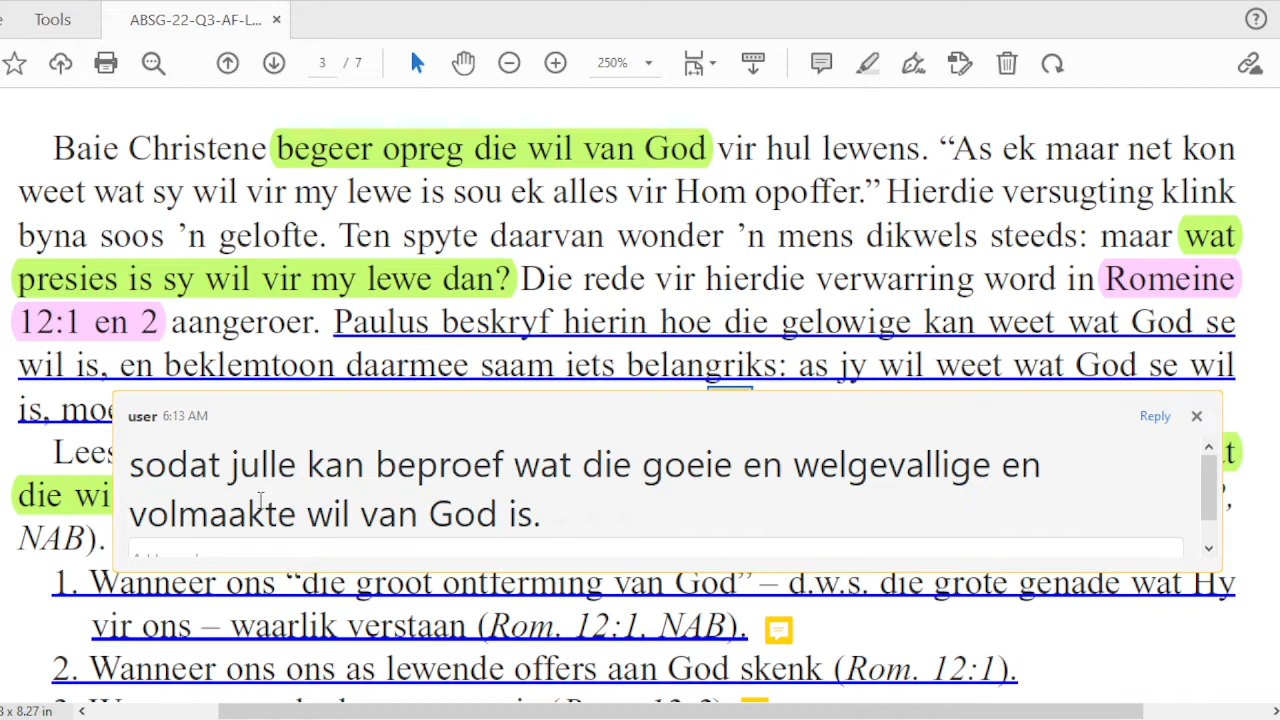 Tools
ABSG-22-Q3-AF-L... ×
3 / 7
250%
Baie Christene begeer opreg die wil van God vir hul lewens. “As ek maar net kon
weet wat sy wil vir my lewe is sou ek alles vir Hom opoffer.” Hierdie versugting klink
byna soos ’n gelofte. Ten spyte daarvan wonder ’n mens dikwels steeds: maar wat
presies is sy wil vir my lewe dan? Die rede vir hierdie verwarring word in Romeine
12:1 en 2 aangeroer. Paulus beskryf hierin hoe die gelowige kan weet wat God se
wil is, en beklemtoon daarmee saam iets belangriks: as jy wil weet wat God se wil
is,
user 6:13 AM
Reply
sodat julle kan beproef wat die goeie en welgevallige en
volmaakte wil van God is.
die
NAB).
1. Wanneer ons “die groot ontferming van God” – d.w.s. die grote genade wat Hy
vir ons – waarlik verstaan (Rom. 12:1, NAB).
2. Wanneer ons ons as lewende offers aan God skenk (Rom. 12:1).
x 8.27 in